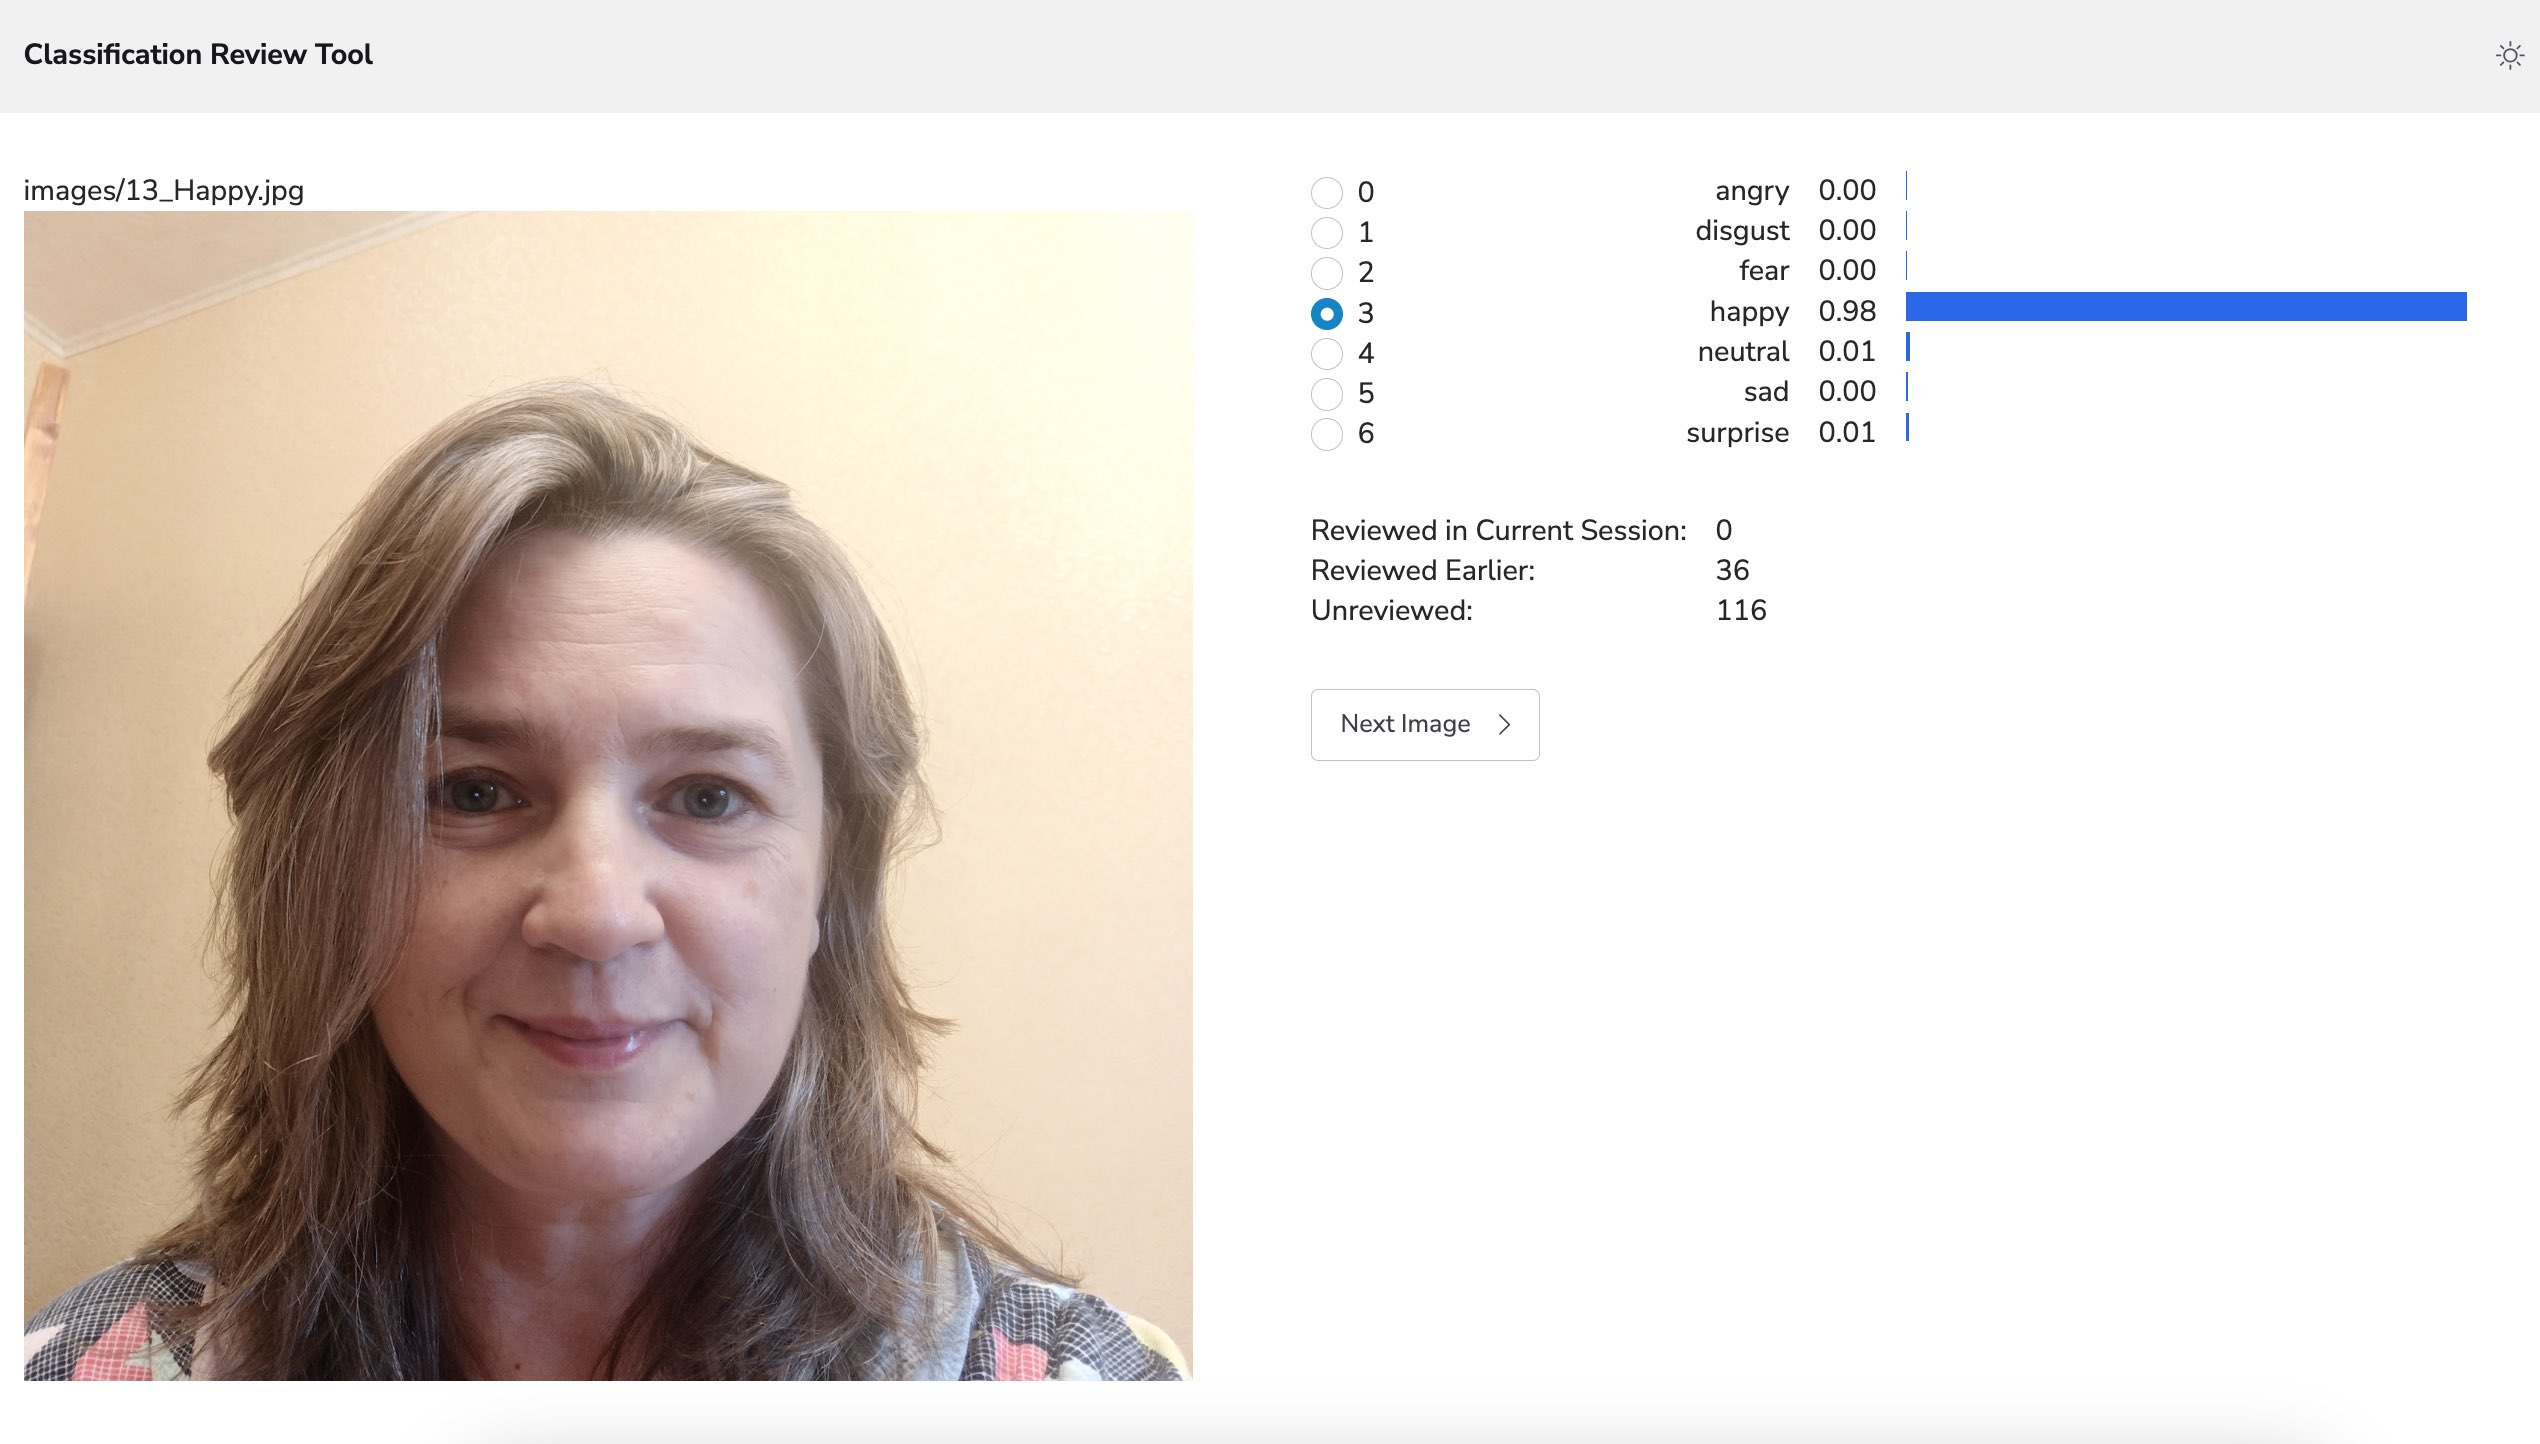 Classification Review Tool
images/13_Happy.jpg
0 angry 0.00
1 disgust 0.00
2 fear 0.00
3 happy 0.98
4 neutral 0.01
5 sad 0.00
6 surprise 0.01
Reviewed in Current Session: 0
Reviewed Earlier: 36
Unreviewed: 116
Next Image